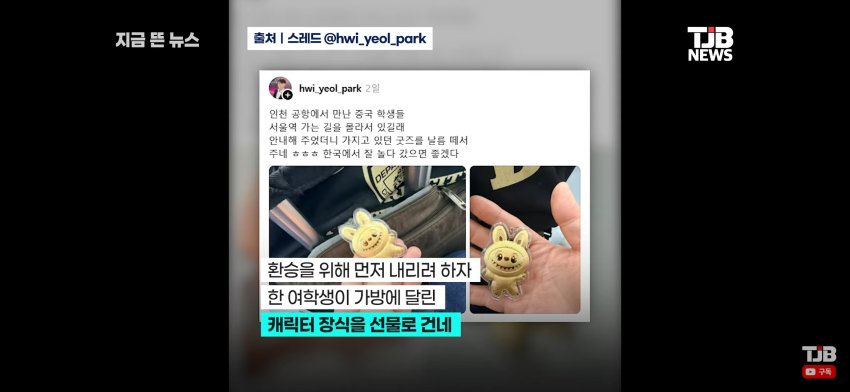 지금 뜬 뉴스
출처 | 스레드 @hwi_yeol_park
TJB
NEWS
hwi_yeol_park 2일
인천 공항에서 만난 중국 학생들
서울역 가는 길을 몰라서 있길래
안내해 주었더니 가지고 있던 굿즈를 날름 떼서
주네 ㅎㅎㅎ 한국에서 잘 놀다 갔으면 좋겠다
환승을 위해 먼저 내리려 하자
한 여학생이 가방에 달린
캐릭터 장식을 선물로 건네
TJB
구독